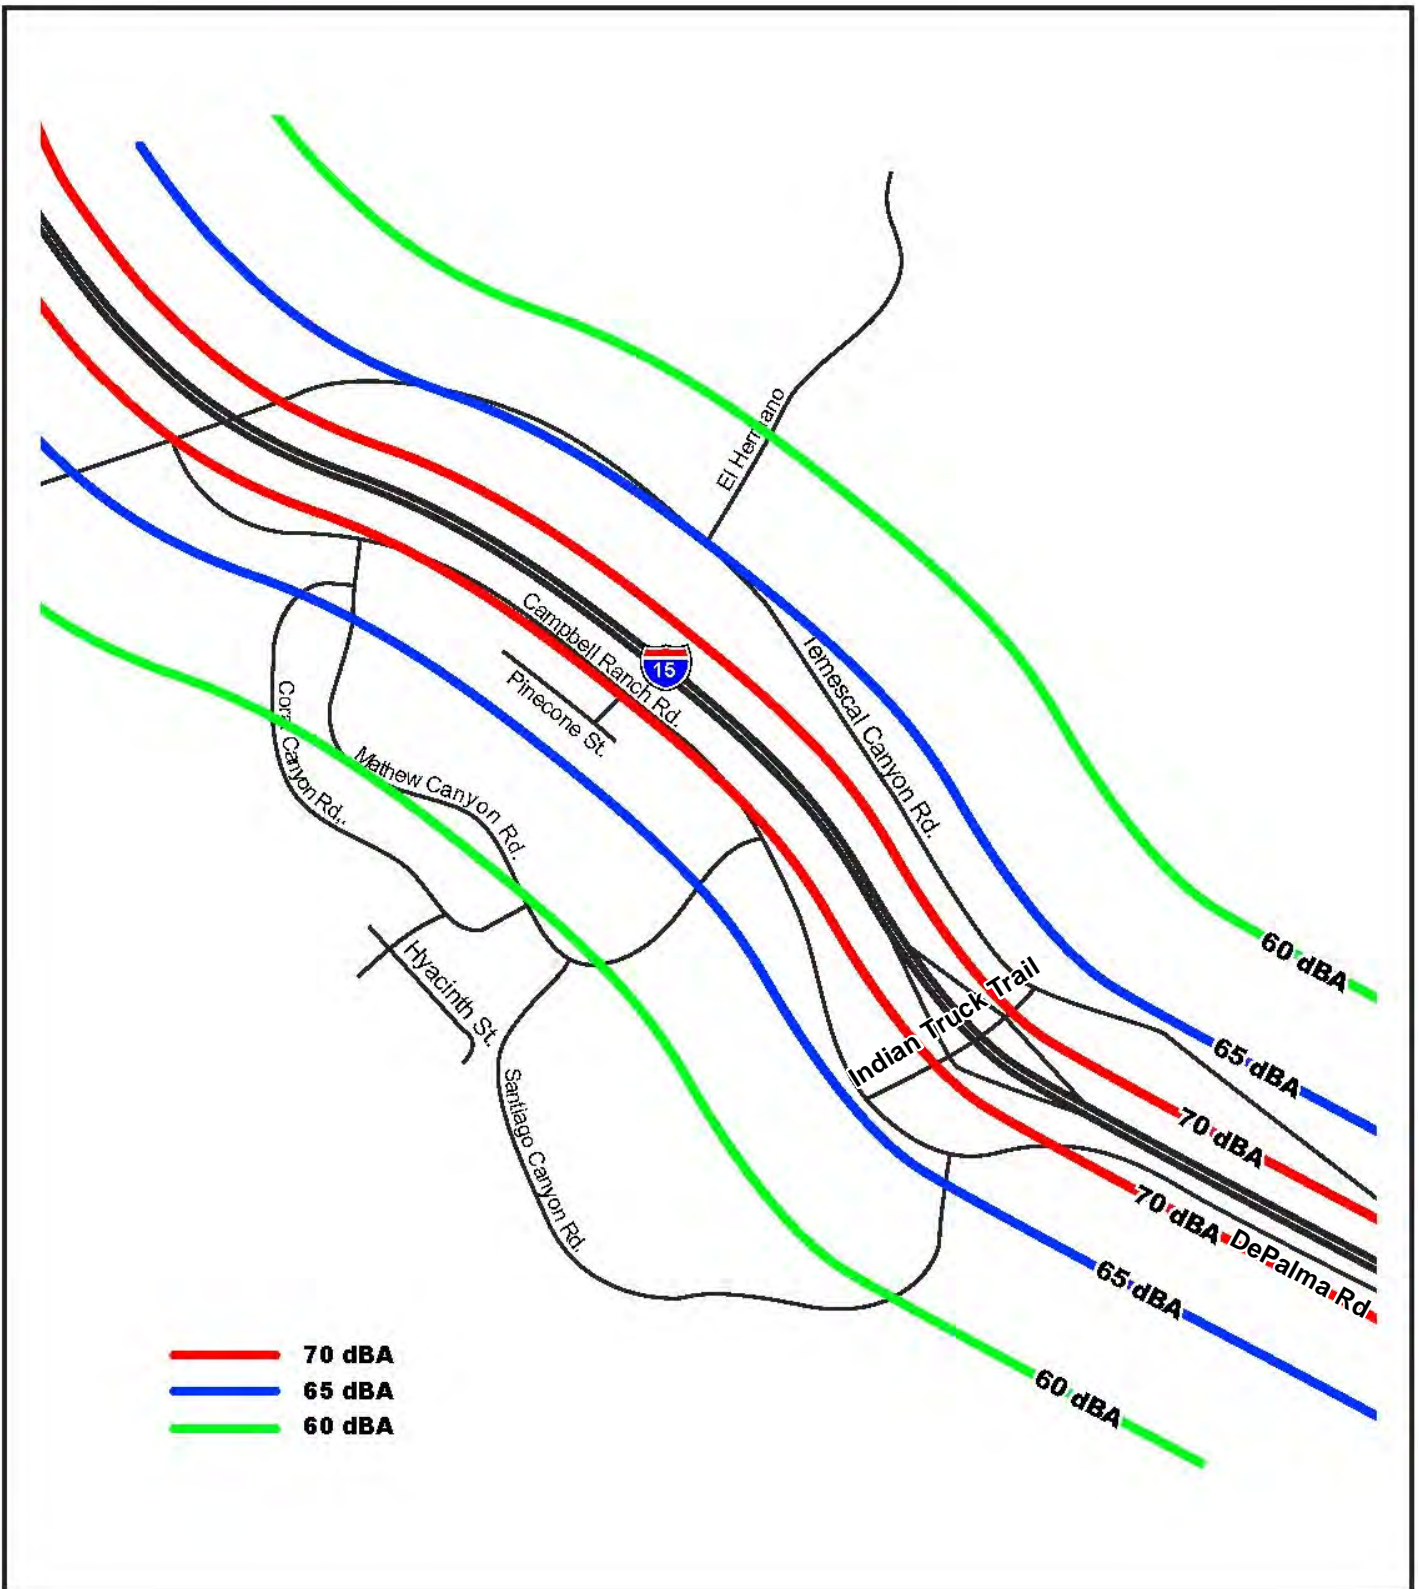 El Hermano
Campbell Ranch Rd.
15
Pinecone St.
Temescal Canyon Rd.
Canyon Rd,.
Mathew Canyon Rd.
60 dBA
Hyacinth St.
Indian Truck Trail
65 dBA
Santiago Canyon Rd.
70 dBA
70 dBA
DePalma Rd
65 dBA
60 dBA
70 dBA
65 dBA
60 dBA